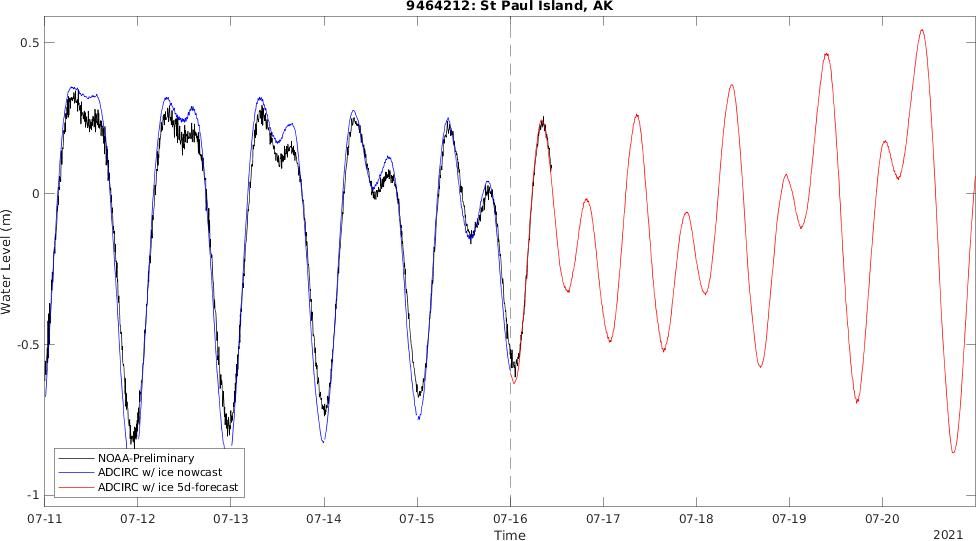 9464212: St Paul Island, AK
0.5
0
-0.5
-1
Water Level (m)
NOAA-Preliminary
ADCIRC w/ ice nowcast
ADCIRC w/ ice 5d-forecast
07-11 07-12 07-13 07-14 07-15 07-16 07-17 07-18 07-19 07-20
Time
2021